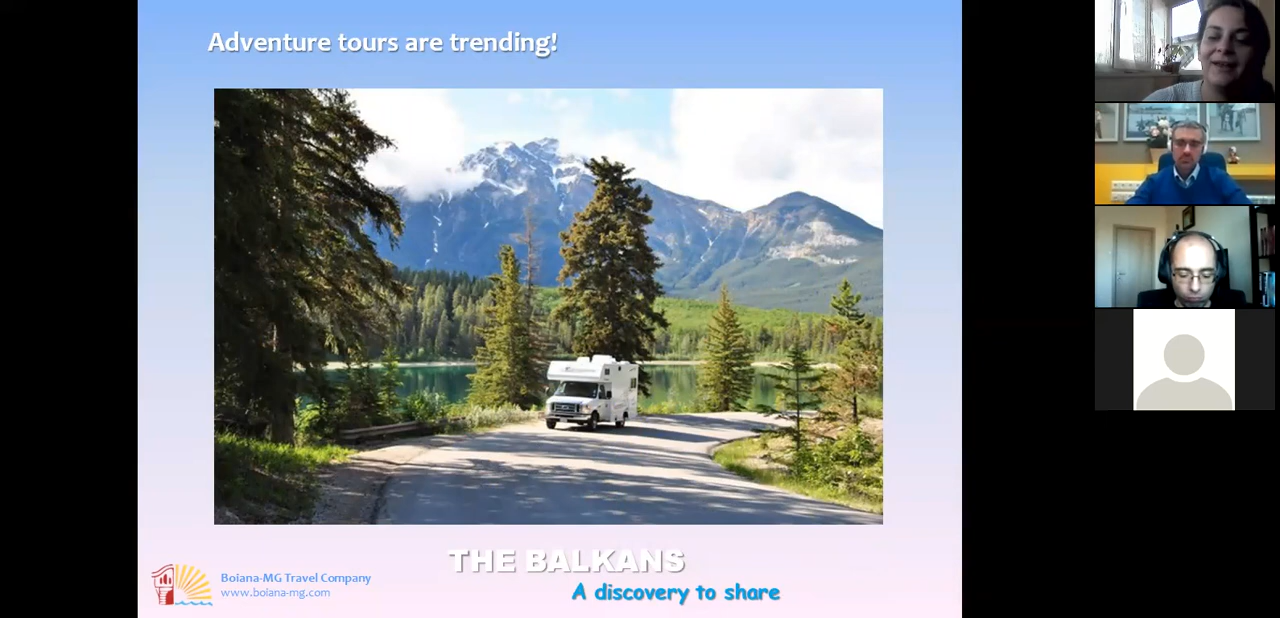 Adventure tours are trending!
THE BALKANS
A discovery to share
Boiana-MG Travel Company
www.boiana-mg.com